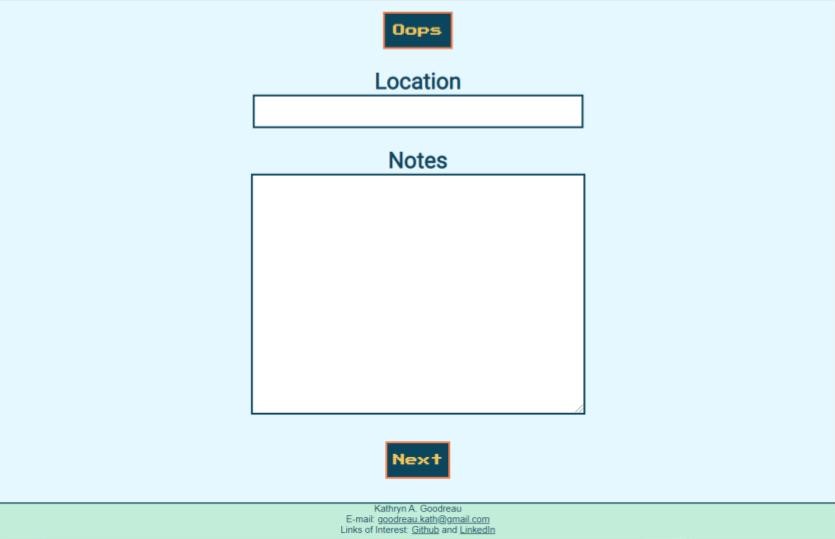 Oops
Location
Notes
Next
Kathryn A. Goodreau
E-mail: goodreau.kath@gmail.com
Links of Interest: Github and LinkedIn